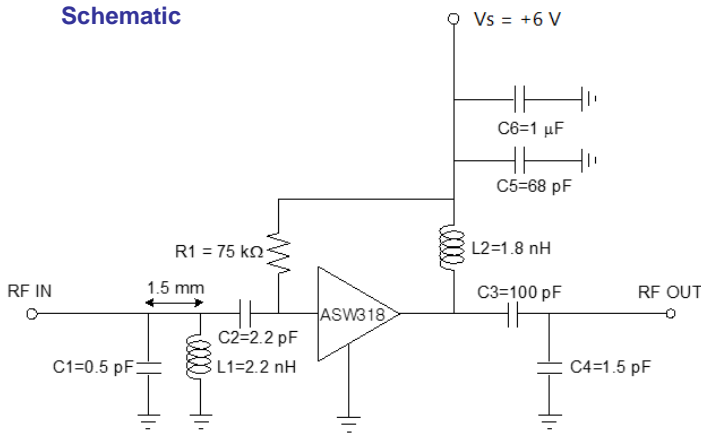 Schematic
Vs = +6 V
C6=1 µF
C5=68 pF
R1 = 75 kΩ
L2=1.8 nH
RF IN
1.5 mm
C3=100 pF
RF OUT
ASW318
C2=2.2 pF
C1=0.5 pF
L1=2.2 nH
C4=1.5 pF